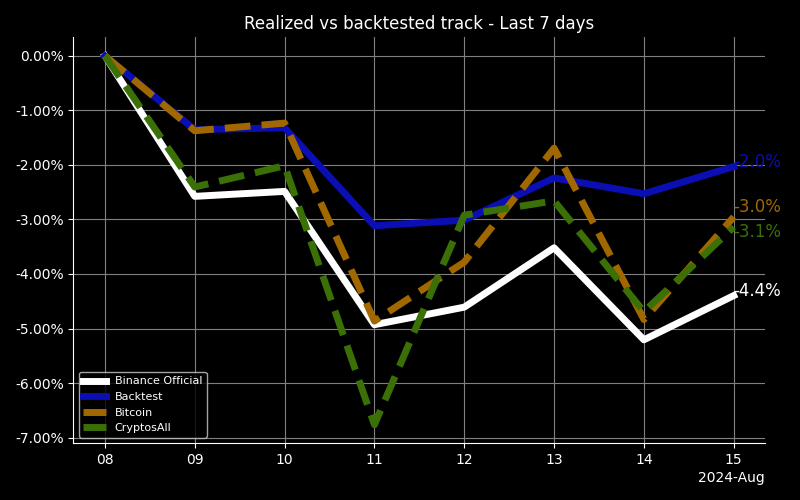 Realized vs backtested track - Last 7 days
0.00%
-1.00%
-2.00%
-3.00%
-4.00%
-5.00%
-6.00%
-7.00%
-2.0%
-3.0%
-3.1%
-4.4%
Binance Official
Backtest
Bitcoin
CryptosAll
08 09 10 11 12 13 14 15
2024-Aug